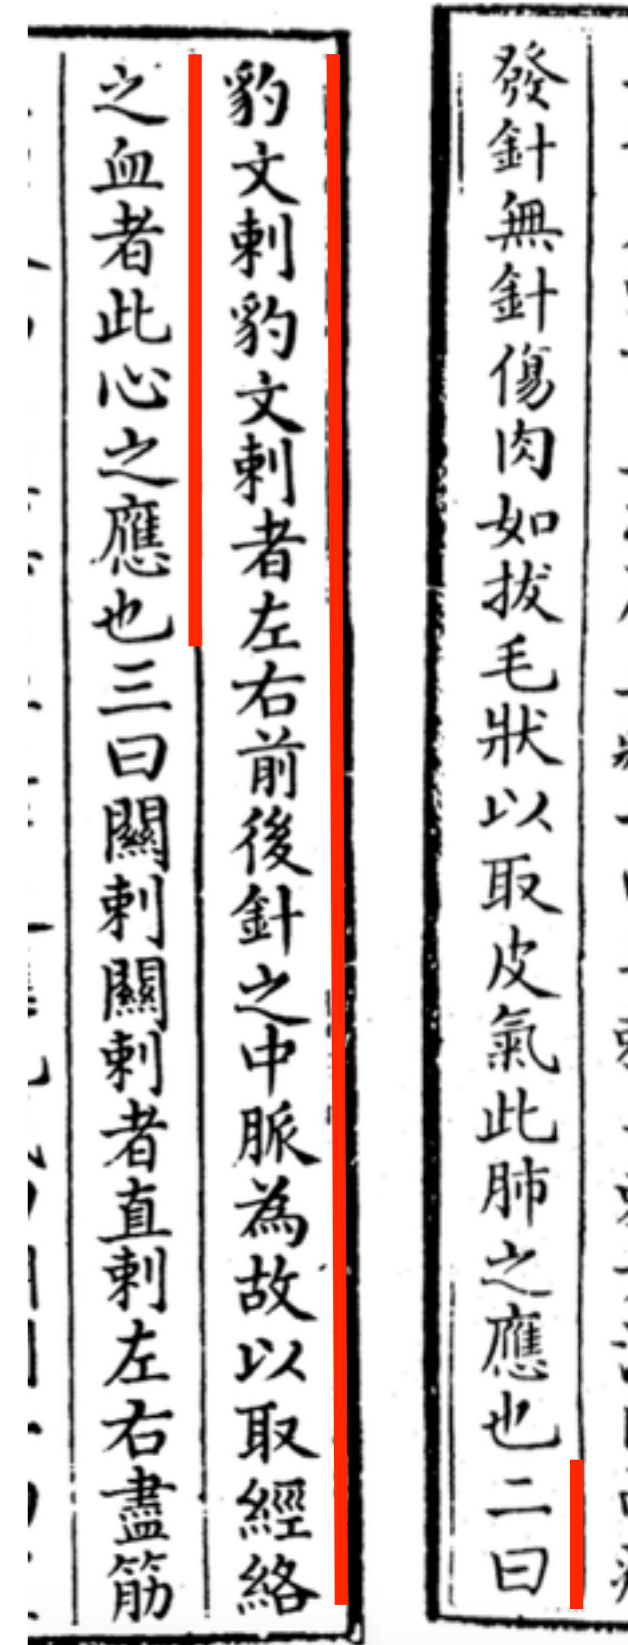 發針無針傷肉如拔毛狀以取皮氣此肺之應也二曰
豹文刺豹文刺者左右前後針之中脈為故以取經絡
之血者此心之應也三曰關刺關刺者直刺左右盡筋